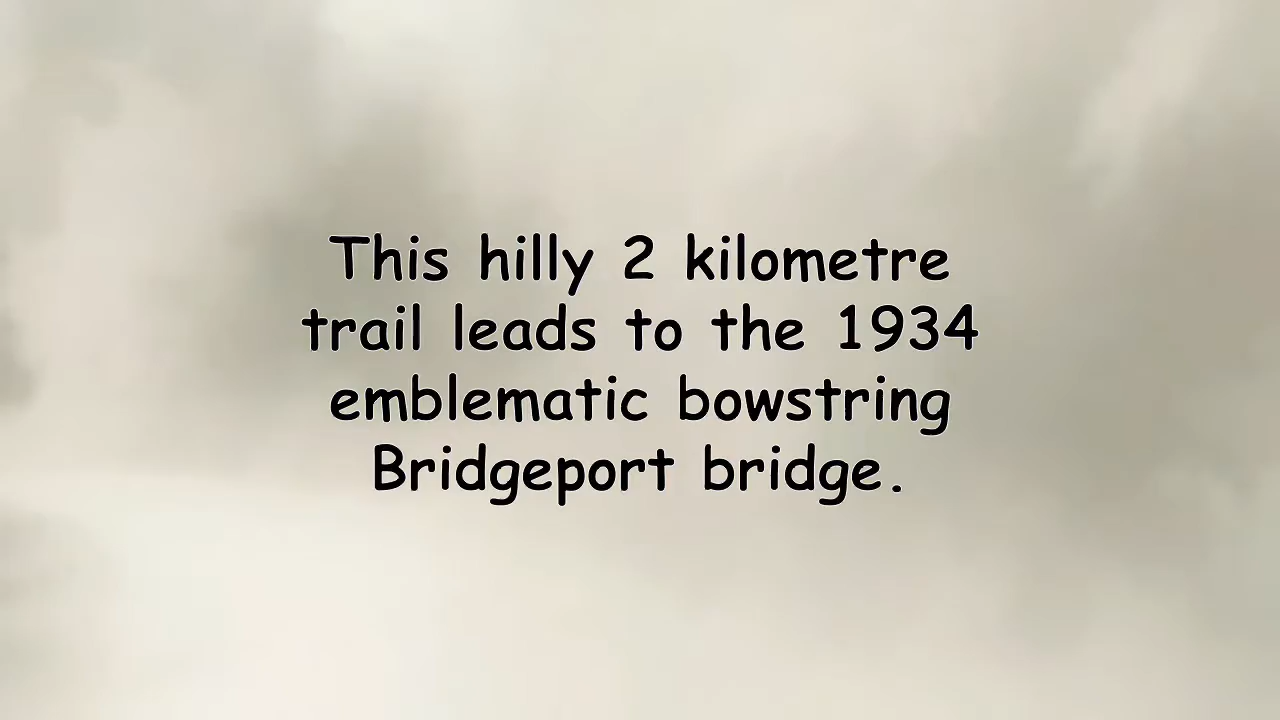 This hilly 2 kilometre
trail leads to the 1934
emblematic bowstring
Bridgeport bridge.